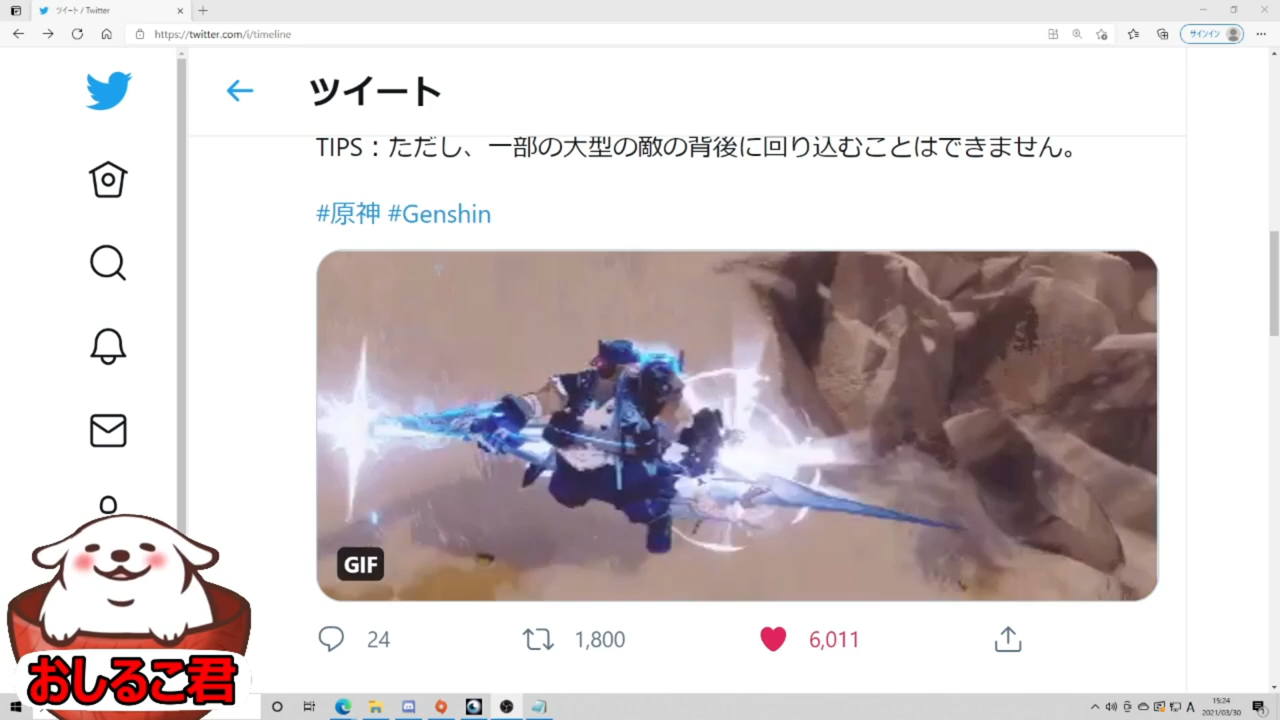 ツイート / Twitter
https://twitter.com/i/timeline
サインイン
ツイート
TIPS：ただし、一部の大型の敵の背後に回り込むことはできません。
#原神 #Genshin
GIF
24
1,800
6,011
おしるこ君
A
15:24
2021/03/30